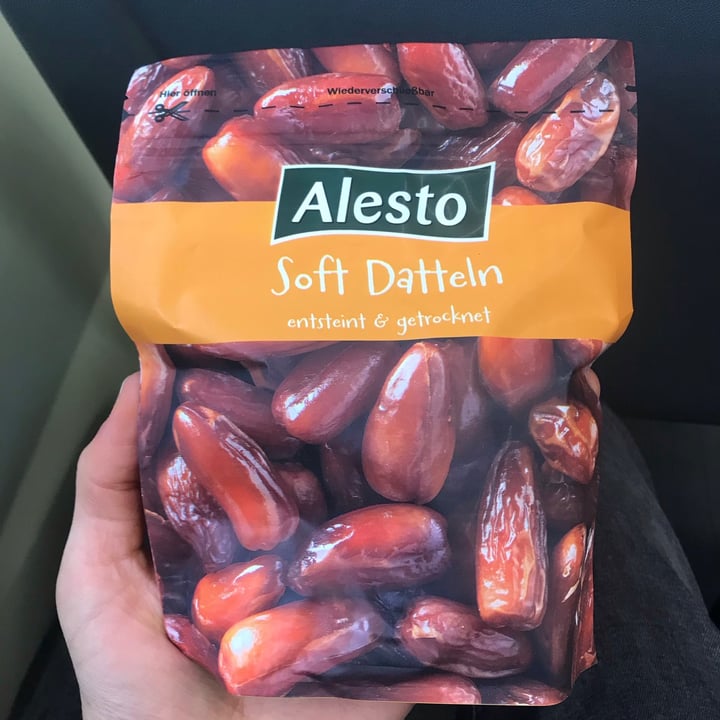 Hier öffnen
Wiederverschließbar
Alesto
Soft Datteln
entsteint & getrocknet